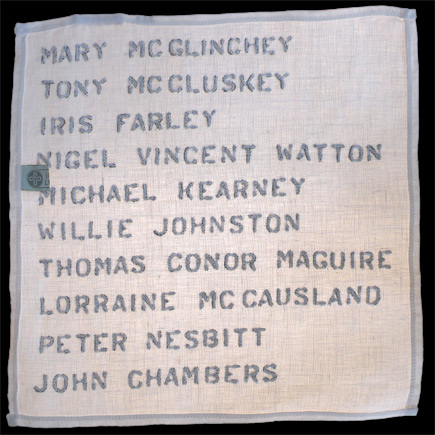 MARY MCGLINCHEY
TONY MCCLUSKEY
IRIS FARLEY
NIGEL VINCENT WATTON
MICHAEL KEARNEY
WILLIE JOHNSTON
THOMAS CONOR MAGUIRE
LORRAINE MCCAUSLAND
PETER NESBITT
JOHN CHAMBERS